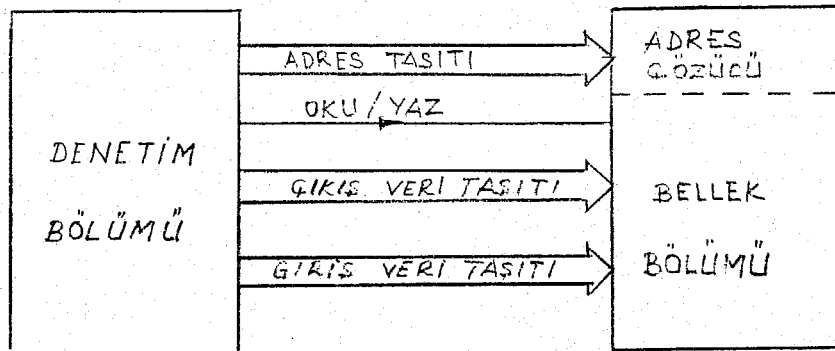 DENETİM
BÖLÜMÜ
ADRES TAŞITI
OKU/YAZ
ÇIKIŞ VERİ TAŞITI
GİRİŞ VERİ TAŞITI
ADRES
ÇÖZÜCÜ
BELLEK
BÖLÜMÜ